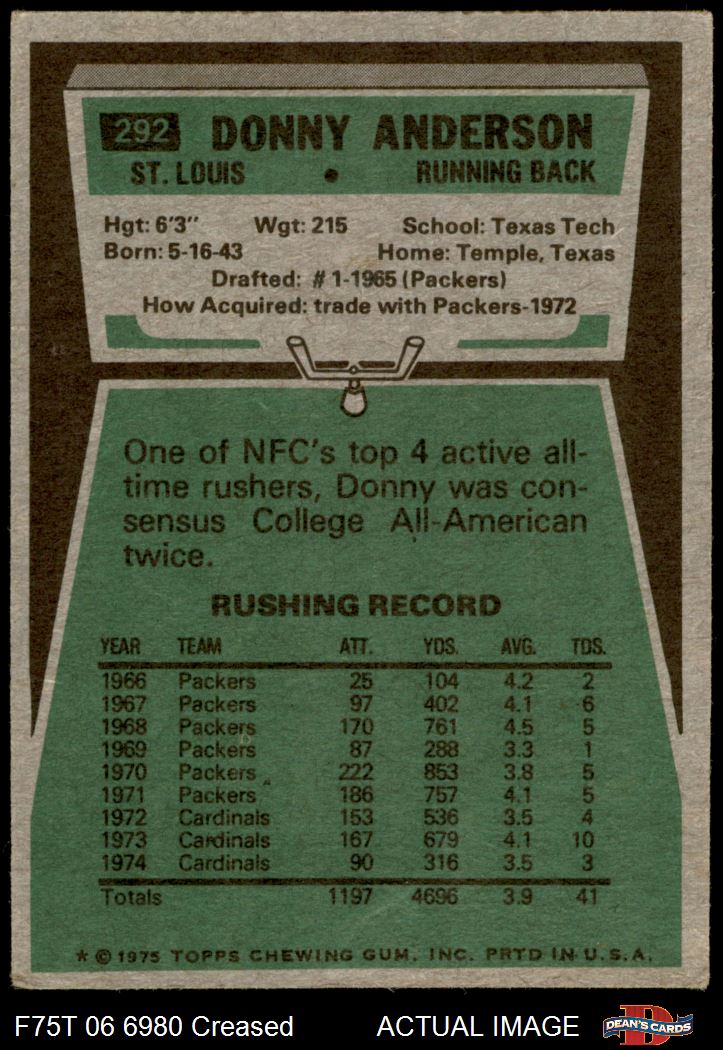 292 DONNY ANDERSON
ST. LOUIS • RUNNING BACK
Hgt: 6'3" Wgt: 215 School: Texas Tech
Born: 5-16-43 Home: Temple, Texas
Drafted: #1-1965 (Packers)
How Acquired: trade with Packers-1972
One of NFC's top 4 active all-
time rushers, Donny was con-
sensus College All-American
twice.
RUSHING RECORD
YEAR TEAM ATT. YDS. AVG. TDS.
1966 Packers 25 104 4.2 2
1967 Packers 97 402 4.1 6
1968 Packers 170 761 4.5 5
1969 Packers 87 288 3.3 1
1970 Packers 222 853 3.8 5
1971 Packers 186 757 4.1 5
1972 Cardinals 153 536 3.5 4
1973 Cardinals 167 679 4.1 10
1974 Cardinals 90 316 3.5 3
Totals 1197 4696 3.9 41
★ © 1975 TOPPS CHEWING GUM, INC. PRTD IN U.S.A.
F75T 06 6980 Creased ACTUAL IMAGE D DEAN'S CARDS